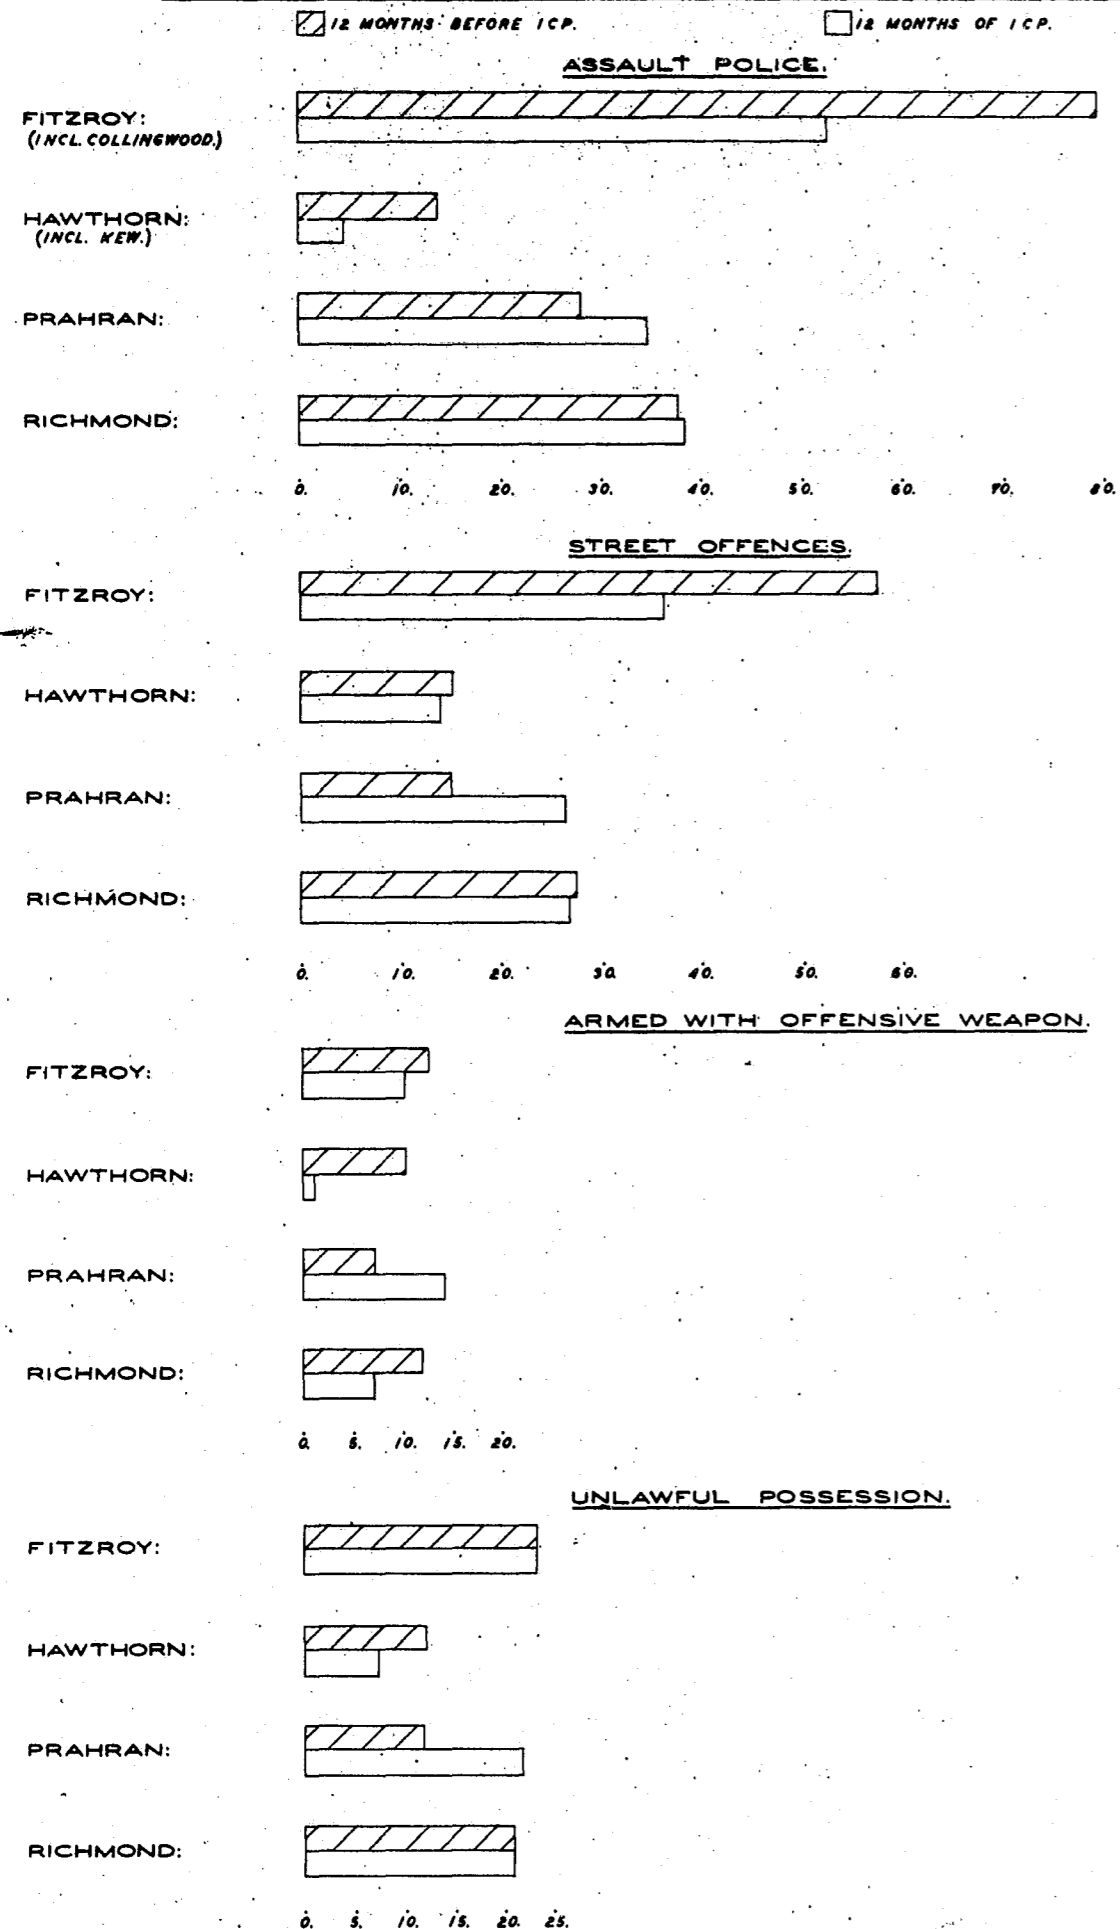 12 MONTHS BEFORE I C P. 12 MONTHS OF I C P.
ASSAULT POLICE.
FITZROY:
(INCL. COLLINGWOOD.)
HAWTHORN:
(INCL. KEW.)
PRAHRAN:
RICHMOND:
0. 10. 20. 30. 40. 50. 60. 70. 80.
STREET OFFENCES.
FITZROY:
HAWTHORN:
PRAHRAN:
RICHMOND:
0. 10. 20. 30. 40. 50. 60.
ARMED WITH OFFENSIVE WEAPON.
FITZROY:
HAWTHORN:
PRAHRAN:
RICHMOND:
0. 5. 10. 15. 20.
UNLAWFUL POSSESSION.
FITZROY:
HAWTHORN:
PRAHRAN:
RICHMOND:
0. 5. 10. 15. 20. 25.